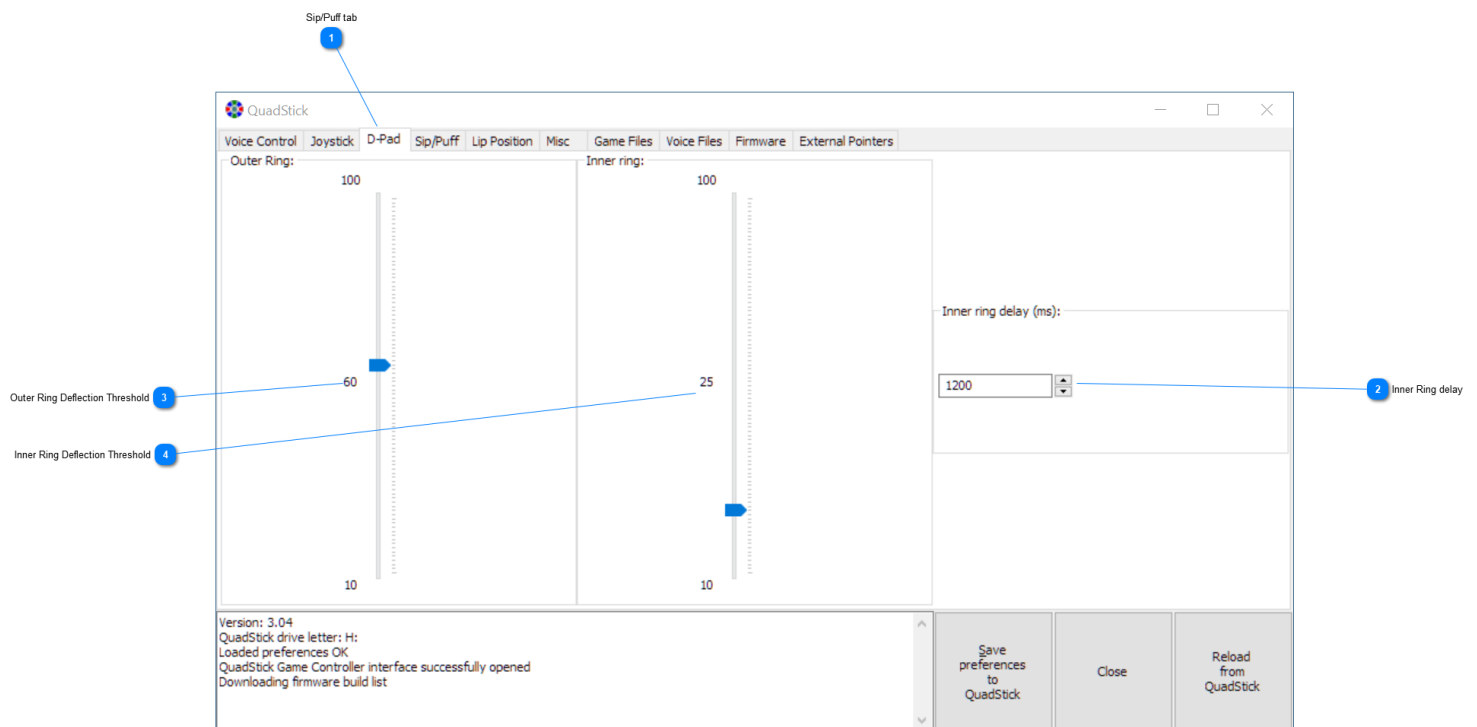 Sip/Puff tab
1
QuadStick
Voice Control Joystick D-Pad Sip/Puff Lip Position Misc Game Files Voice Files Firmware External Pointers
Outer Ring:
Inner ring:
100
100
Inner ring delay (ms):
60
25
1200
2 Inner Ring delay
Outer Ring Deflection Threshold 3
Inner Ring Deflection Threshold 4
10
10
Version: 3.04
QuadStick drive letter: H:
Loaded preferences OK
QuadStick Game Controller interface successfully opened
Downloading firmware build list
Save
preferences
to
QuadStick
Close
Reload
from
QuadStick